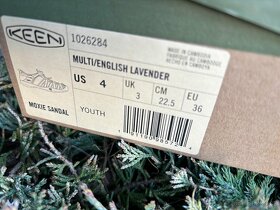 KEEN
1026284
MADE IN CAMBODIA
MULTI/ENGLISH LAVENDER
US 4
UK 3
CM 22.5
EU 36
MOXIE SANDAL
YOUTH